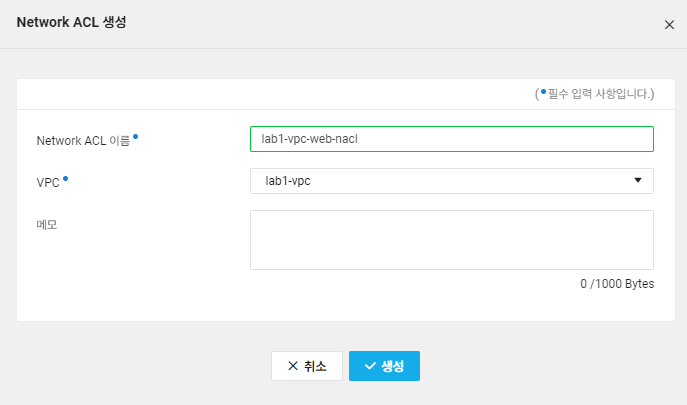 Network ACL 생성
(•필수 입력 사항입니다.)
Network ACL 이름 •
lab1-vpc-web-nacl
VPC •
lab1-vpc
메모
0 /1000 Bytes
취소
생성